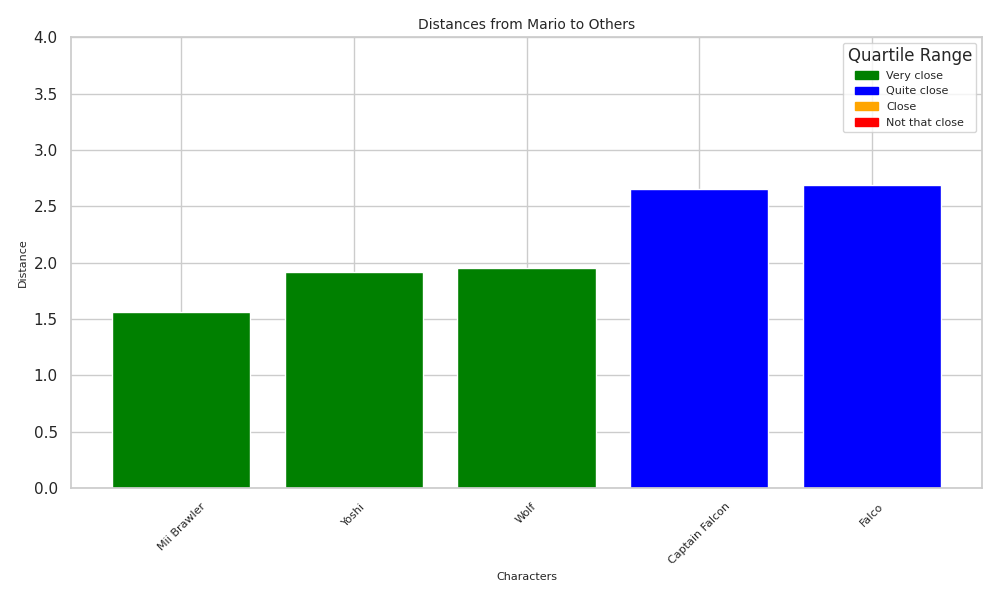 Distances from Mario to Others
4.0
3.5
3.0
2.5
2.0
1.5
1.0
0.5
0.0
Distance
Quartile Range
Very close
Quite close
Close
Not that close
Mii Brawler
Yoshi
Wolf
Captain Falcon
Falco
Characters